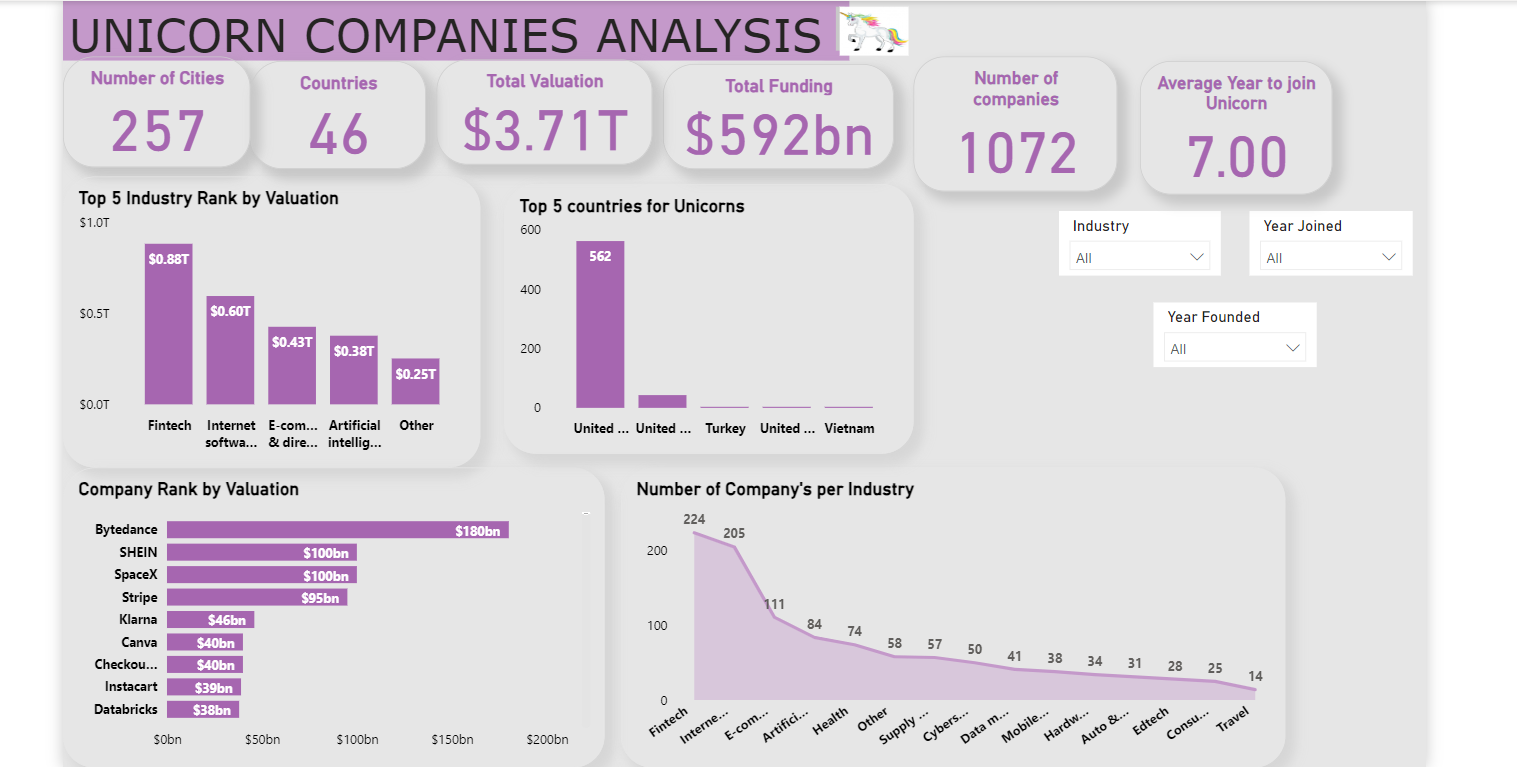 UNICORN COMPANIES ANALYSIS
Number of Cities
257
Countries
46
Total Valuation
$3.71T
Total Funding
$592bn
Number of
companies
1072
Average Year to join
Unicorn
7.00
Top 5 Industry Rank by Valuation
$1.0T
$0.5T
$0.0T
$0.88T
$0.60T
$0.43T
$0.38T
$0.25T
Fintech
Internet
softwa...
E-com...
& dire...
Artificial
intellig...
Other
Top 5 countries for Unicorns
600
400
200
0
562
United ...
United ...
Turkey
United ...
Vietnam
Industry
All
Year Joined
All
Year Founded
All
Company Rank by Valuation
Bytedance
$180bn
SHEIN
$100bn
SpaceX
$100bn
Stripe
$95bn
Klarna
$46bn
Canva
$40bn
Checkou...
$40bn
Instacart
$39bn
Databricks
$38bn
$0bn
$50bn
$100bn
$150bn
$200bn
Number of Company's per Industry
200
100
0
224
205
111
84
74
58
57
50
41
38
34
31
28
25
14
Fintech
Interne...
E-com...
Artifici...
Health
Other
Supply ...
Cybers...
Data m...
Mobile...
Hardw...
Auto &...
Edtech
Consu...
Travel